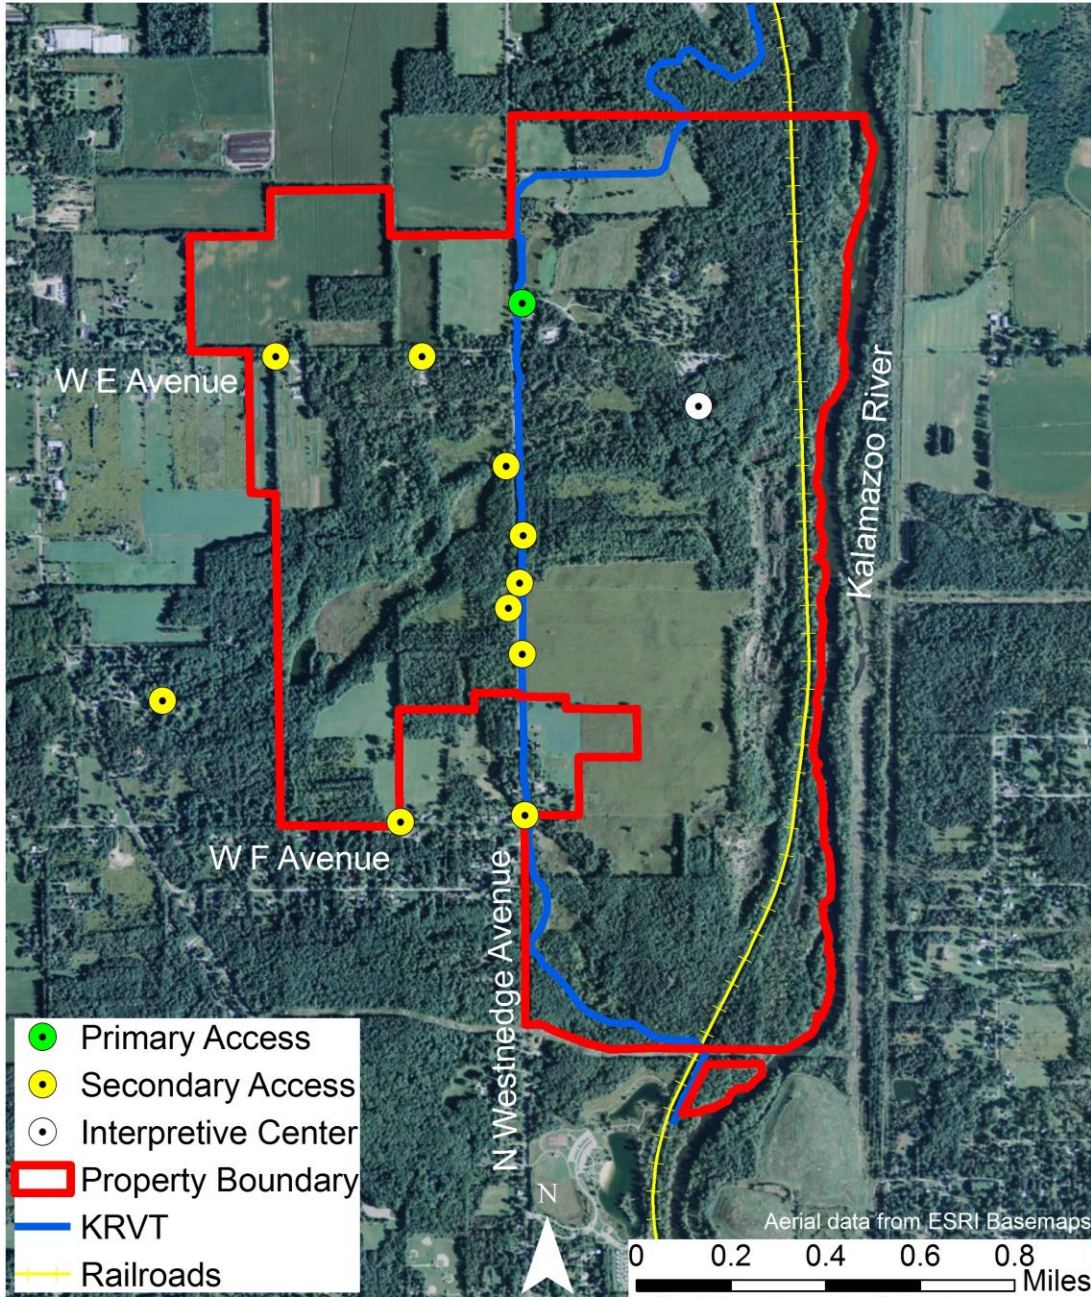 W E Avenue
Kalamazoo River
W F Avenue
N Westnedge Avenue
Primary Access
Secondary Access
Interpretive Center
Property Boundary
KRVT
Railroads
N
Aerial data from ESRI Basemaps
0 0.2 0.4 0.6 0.8
Miles